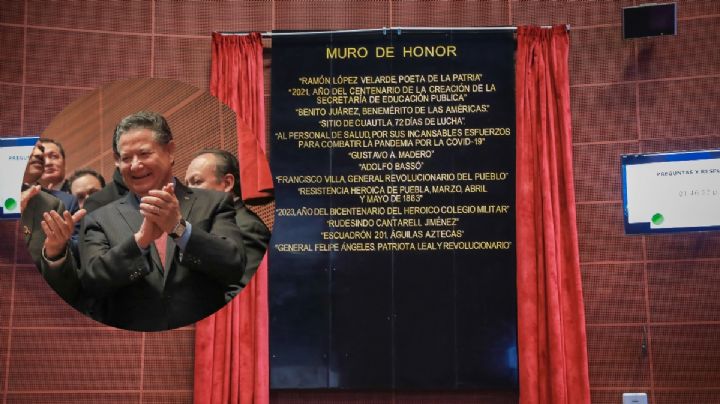 MURO DE HONOR
"RAMÓN LÓPEZ VELARDE, POETA DE LA PATRIA"
"2021, AÑO DEL CENTENARIO DE LA CREACIÓN DE LA
SECRETARÍA DE EDUCACIÓN PÚBLICA"
"BENITO JUÁREZ, BENEMÉRITO DE LAS AMÉRICAS"
"SITIO DE CUAUTLA 72 DÍAS DE LUCHA"
"AL PERSONAL DE SALUD, POR SUS INCANSABLES ESFUERZOS
PARA COMBATIR LA PANDEMIA POR LA COVID-19"
"GUSTAVO A. MADERO"
"ADOLFO BASSÓ"
"FRANCISCO VILLA, GENERAL REVOLUCIONARIO DEL PUEBLO"
"RESISTENCIA HEROICA DE PUEBLA, MARZO, ABRIL
Y MAYO DE 1863"
"2023, AÑO DEL BICENTENARIO DEL HEROICO COLEGIO MILITAR"
"RUDESINDO CANTARELL JIMÉNEZ"
"ESCUADRÓN 201, ÁGUILAS AZTECAS"
"GENERAL FELIPE ÁNGELES, PATRIOTA LEAL Y REVOLUCIONARIO"
PREGUNTAS Y RESP